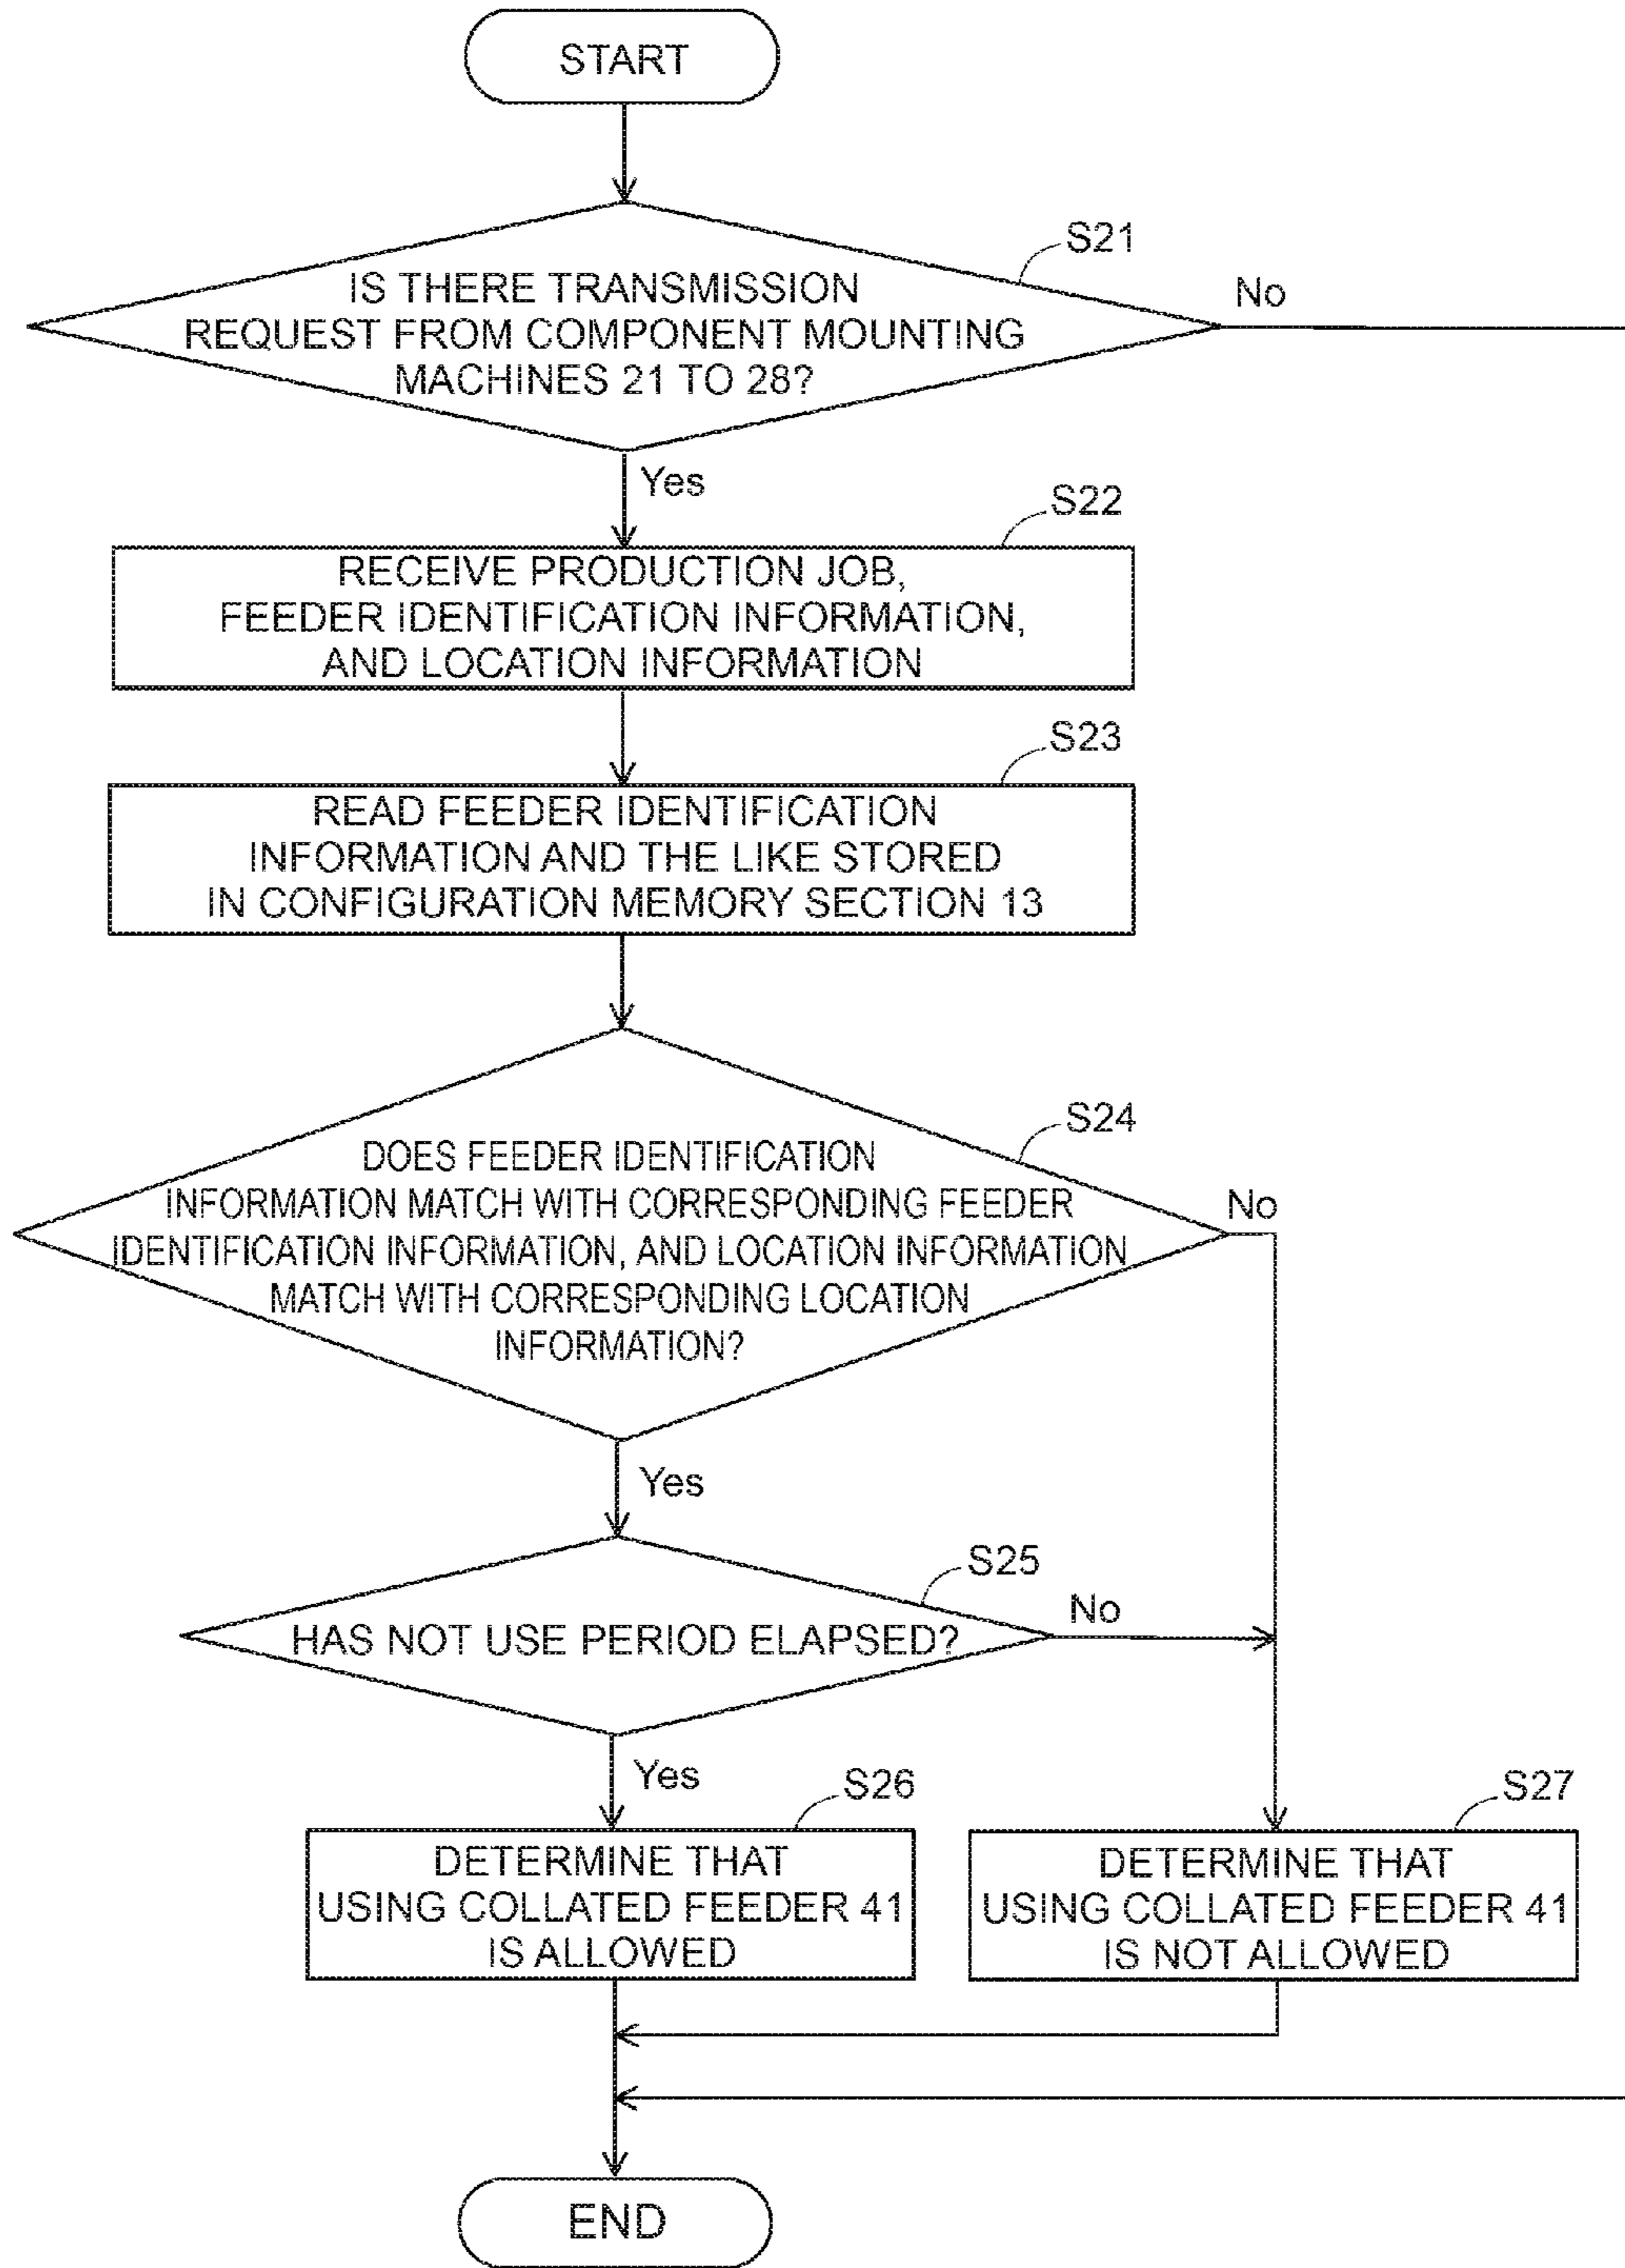 START
S21
IS THERE TRANSMISSION
REQUEST FROM COMPONENT MOUNTING
MACHINES 21 TO 28?
No
Yes
S22
RECEIVE PRODUCTION JOB,
FEEDER IDENTIFICATION INFORMATION,
AND LOCATION INFORMATION
S23
READ FEEDER IDENTIFICATION
INFORMATION AND THE LIKE STORED
IN CONFIGURATION MEMORY SECTION 13
S24
DOES FEEDER IDENTIFICATION
INFORMATION MATCH WITH CORRESPONDING FEEDER
IDENTIFICATION INFORMATION, AND LOCATION INFORMATION
MATCH WITH CORRESPONDING LOCATION
INFORMATION?
No
Yes
S25
HAS NOT USE PERIOD ELAPSED?
No
Yes
S26
DETERMINE THAT
USING COLLATED FEEDER 41
IS ALLOWED
S27
DETERMINE THAT
USING COLLATED FEEDER 41
IS NOT ALLOWED
END